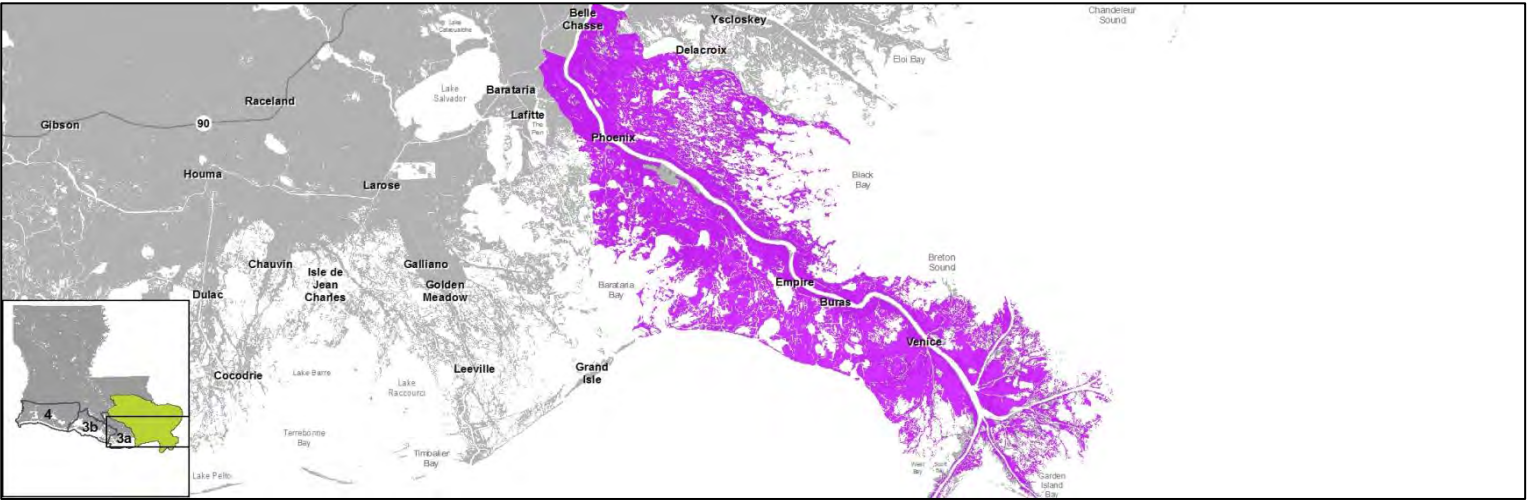 Belle
Chasse
Yscloskey
Chandeleur
Sound
Lake
Delacroix
Eloi Bay
Lake
Salvador
Barataria
Raceland
Lafitte
The
Pen
Gibson
90
Phoenix
Houma
Larose
Black
Bay
Chauvin
Isle de
Jean
Charles
Galliano
Golden
Meadow
Breton
Sound
Barataria
Bay
Empire
Buras
Dulac
Venice
Cocodrie
Lake Barre
Lake
Raccourci
Leeville
Grand
Isle
4
3b
3a
Terrebonne
Bay
Timbalier
Bay
Lake Pelto
West
Bay
Garden
Island
Bay